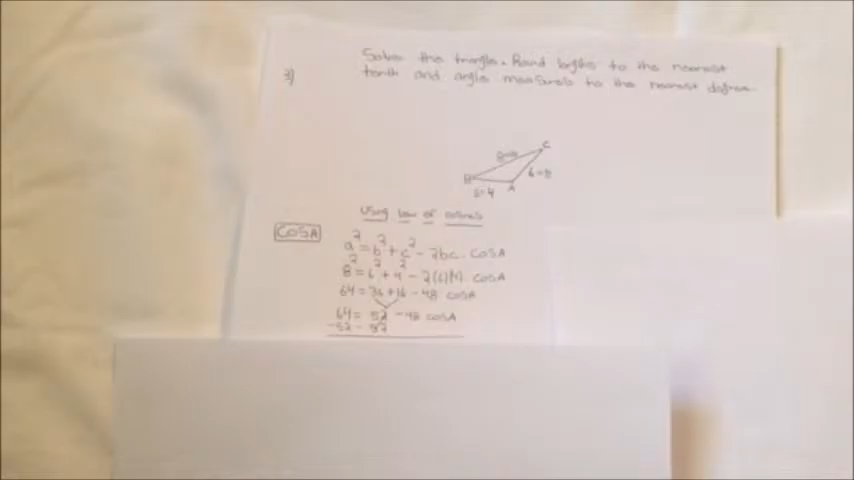 3)
Solve the triangle. Round lengths to the nearest
tenth and angle measures to the nearest degree.
C
B
A
c=4
Using law of cosines
COSA
a² = b² + c² - 2bc . COSA
8² = 6² + 4² - 2(6)(4) COSA
64 = 36 + 16 - 48 COSA
64 = 52 - 48 COSA
-52 - 52